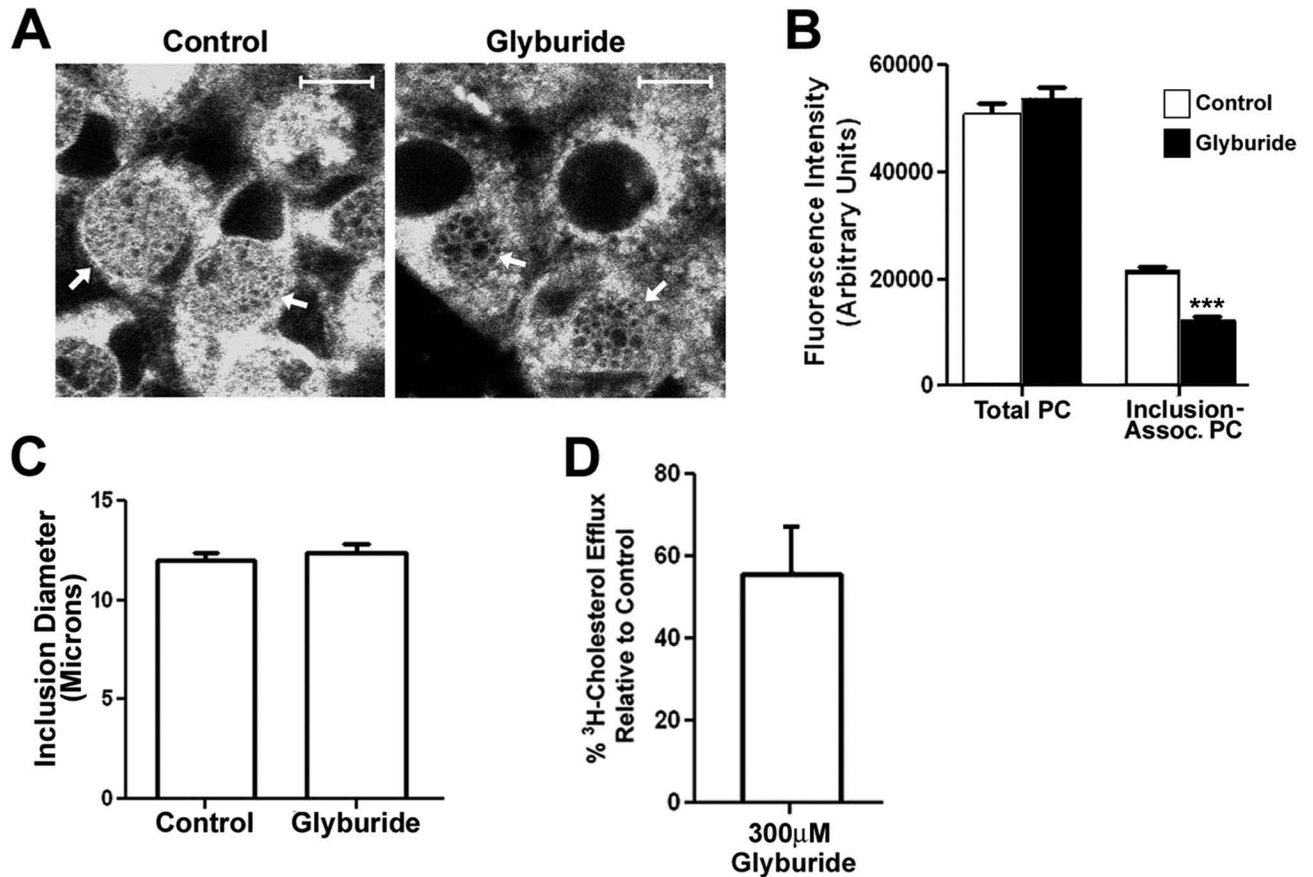 A
Control
Glyburide
B
Fluorescence Intensity
(Arbitrary Units)
60000
40000
20000
0
Control
Glyburide
***
Total PC
Inclusion-
Assoc. PC
C
Inclusion Diameter
(Microns)
15
10
5
0
Control
Glyburide
D
% ³H-Cholesterol Efflux
Relative to Control
80
60
40
20
0
300μM
Glyburide